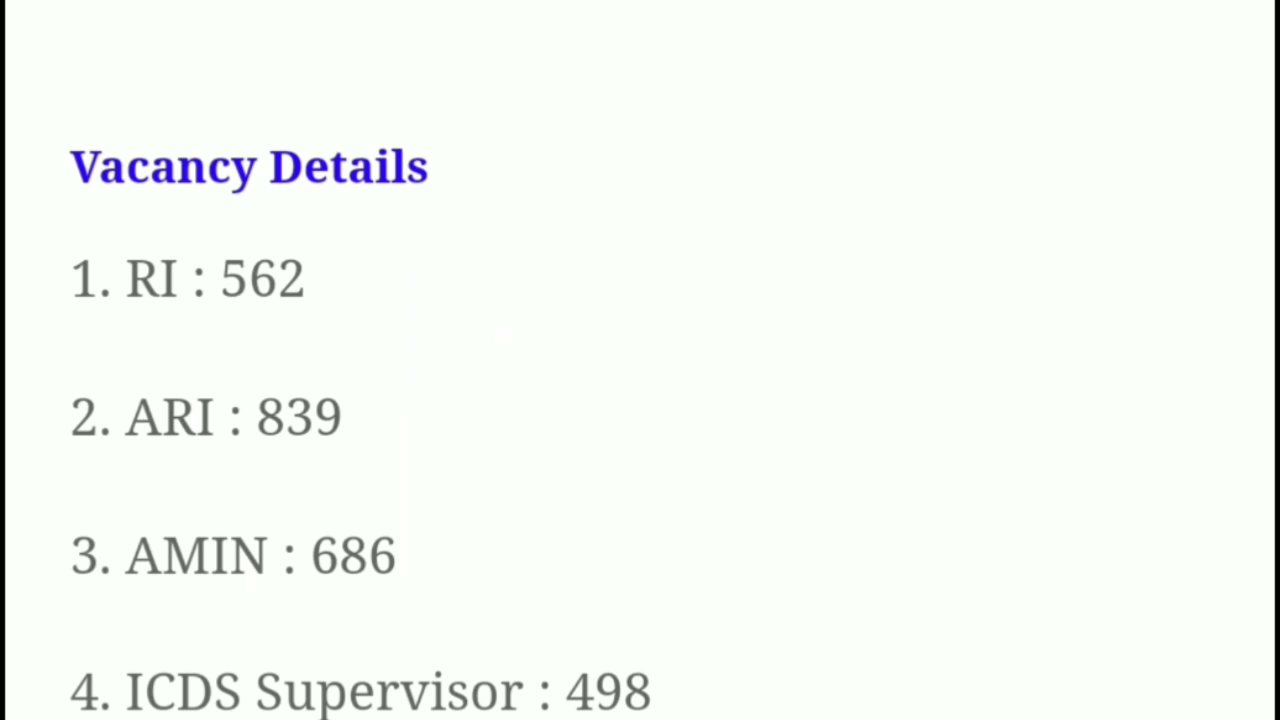 Vacancy Details
1. RI : 562
2. ARI : 839
3. AMIN : 686
4. ICDS Supervisor : 498